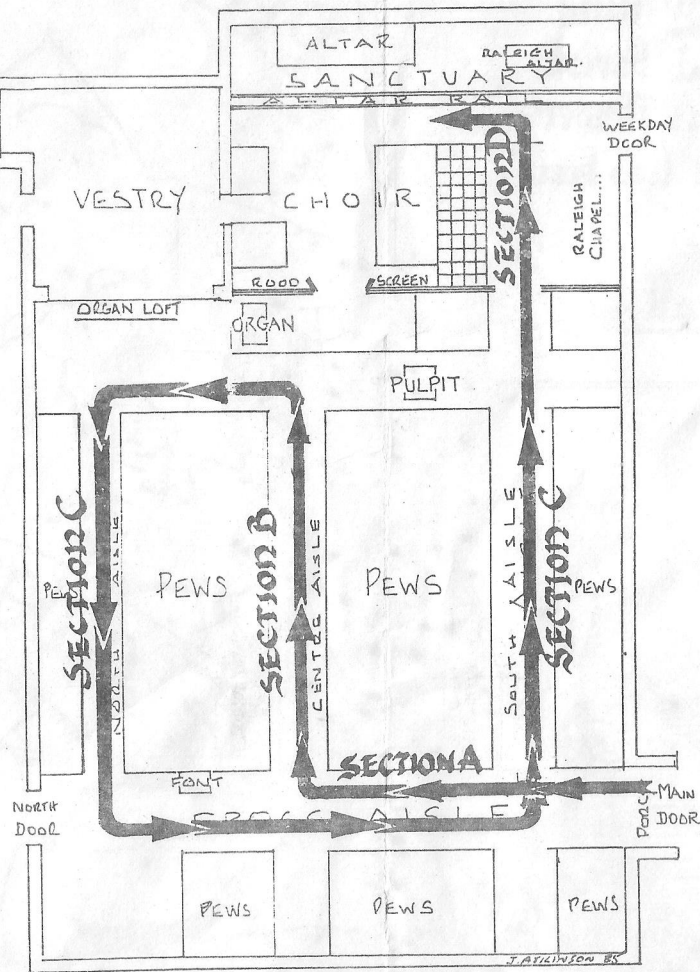 ALTAR
RALEIGH
ALTAR.
SANCTUARY
ALTAR RAIL
WEEKDAY
DOOR
VESTRY
CHOIR
SECTION D
RALEIGH
CHAPEL....
ROOD
SCREEN
ORGAN LOFT
ORGAN
PULPIT
SECTION C
PEWS
NORTH AISLE
PEWS
SECTION B
CENTRE AISLE
PEWS
SOUTH AISLE
SECTION C
PEWS
SECTION A
FONT
NORTH
DOOR
CROSS AISLE
PORC
MAIN
DOOR
PEWS
PEWS
PEWS
J. ATKINSON 85